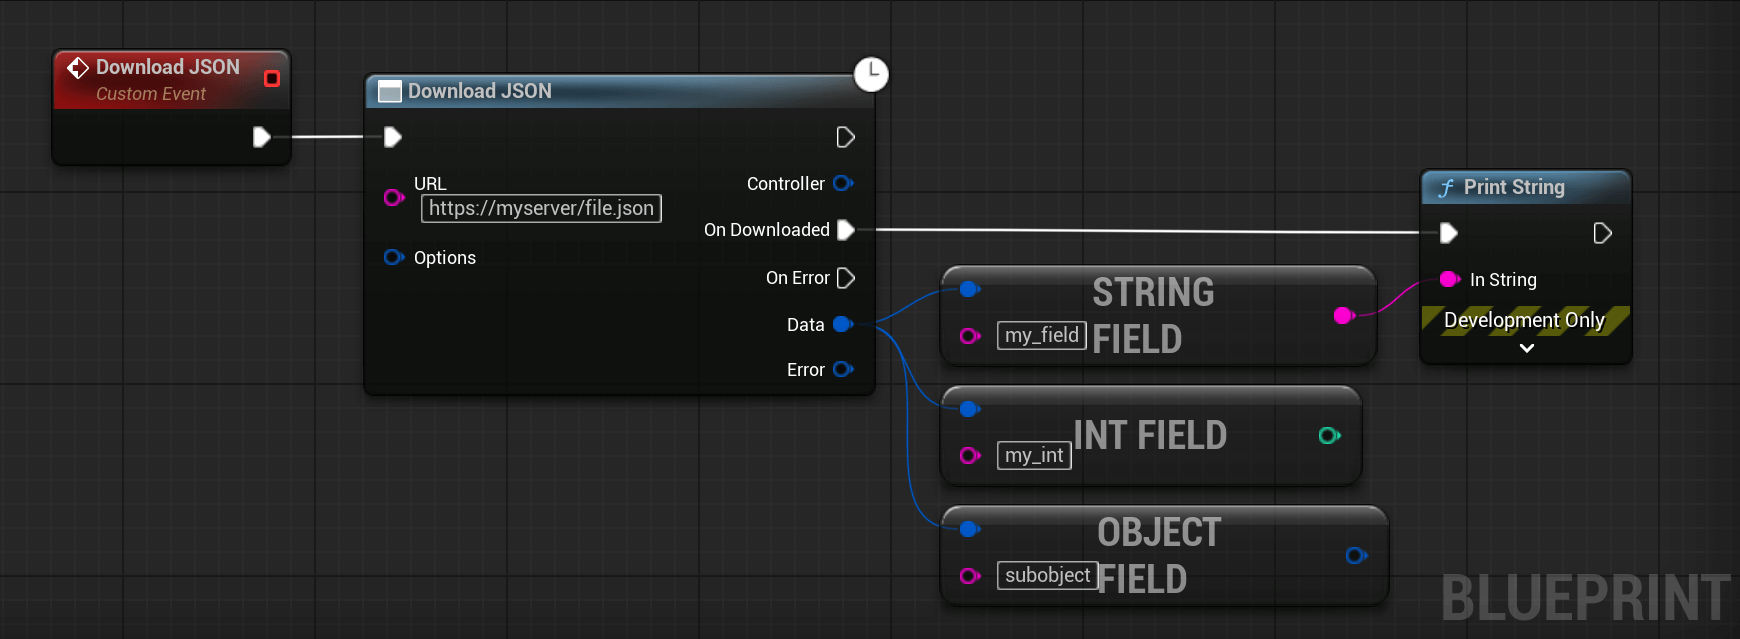 Download JSON
Custom Event
Download JSON
URL
https://myserver/file.json
Options
Controller
On Downloaded
On Error
Data
Error
STRING
FIELD
my_field
INT FIELD
my_int
OBJECT
FIELD
subobject
f Print String
In String
Development Only
BLUEPRINT